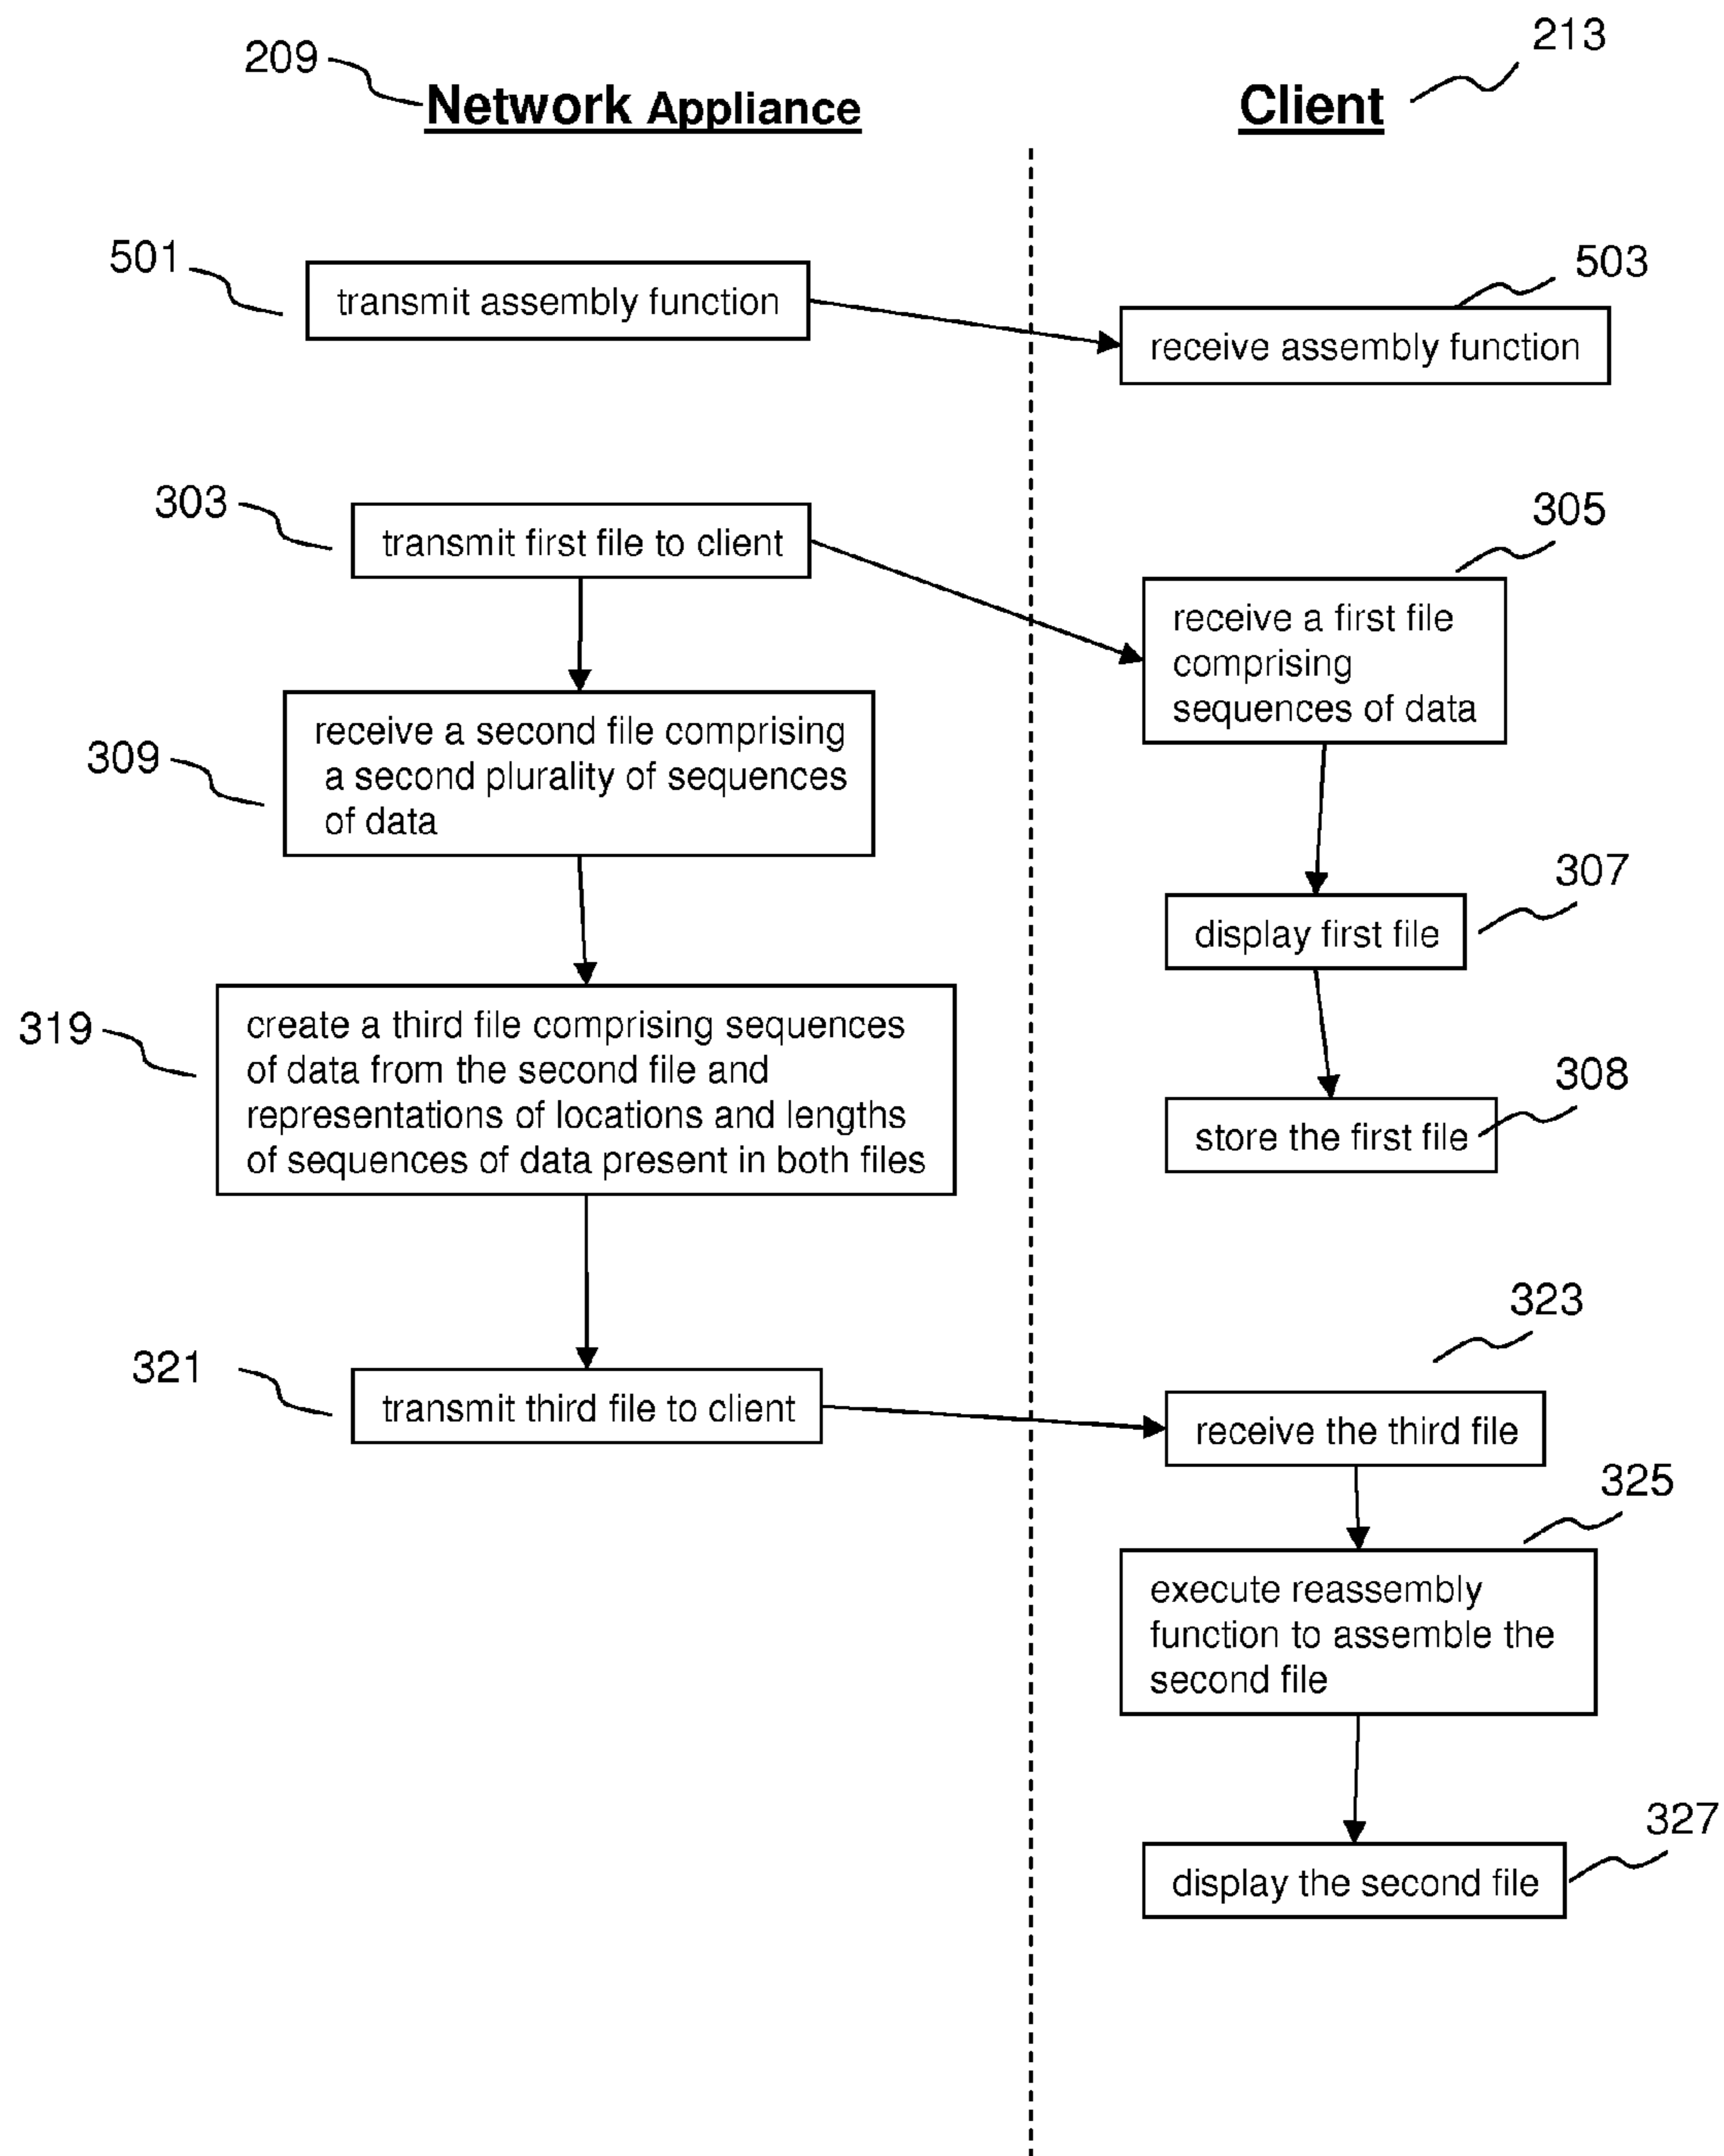 209
213
Network Appliance
Client
501
503
transmit assembly function
receive assembly function
303
305
transmit first file to client
receive a first file
comprising
sequences of data
309
receive a second file comprising
a second plurality of sequences
of data
307
display first file
319
create a third file comprising sequences
of data from the second file and
representations of locations and lengths
of sequences of data present in both files
308
store the first file
323
321
transmit third file to client
receive the third file
325
execute reassembly
function to assemble the
second file
327
display the second file